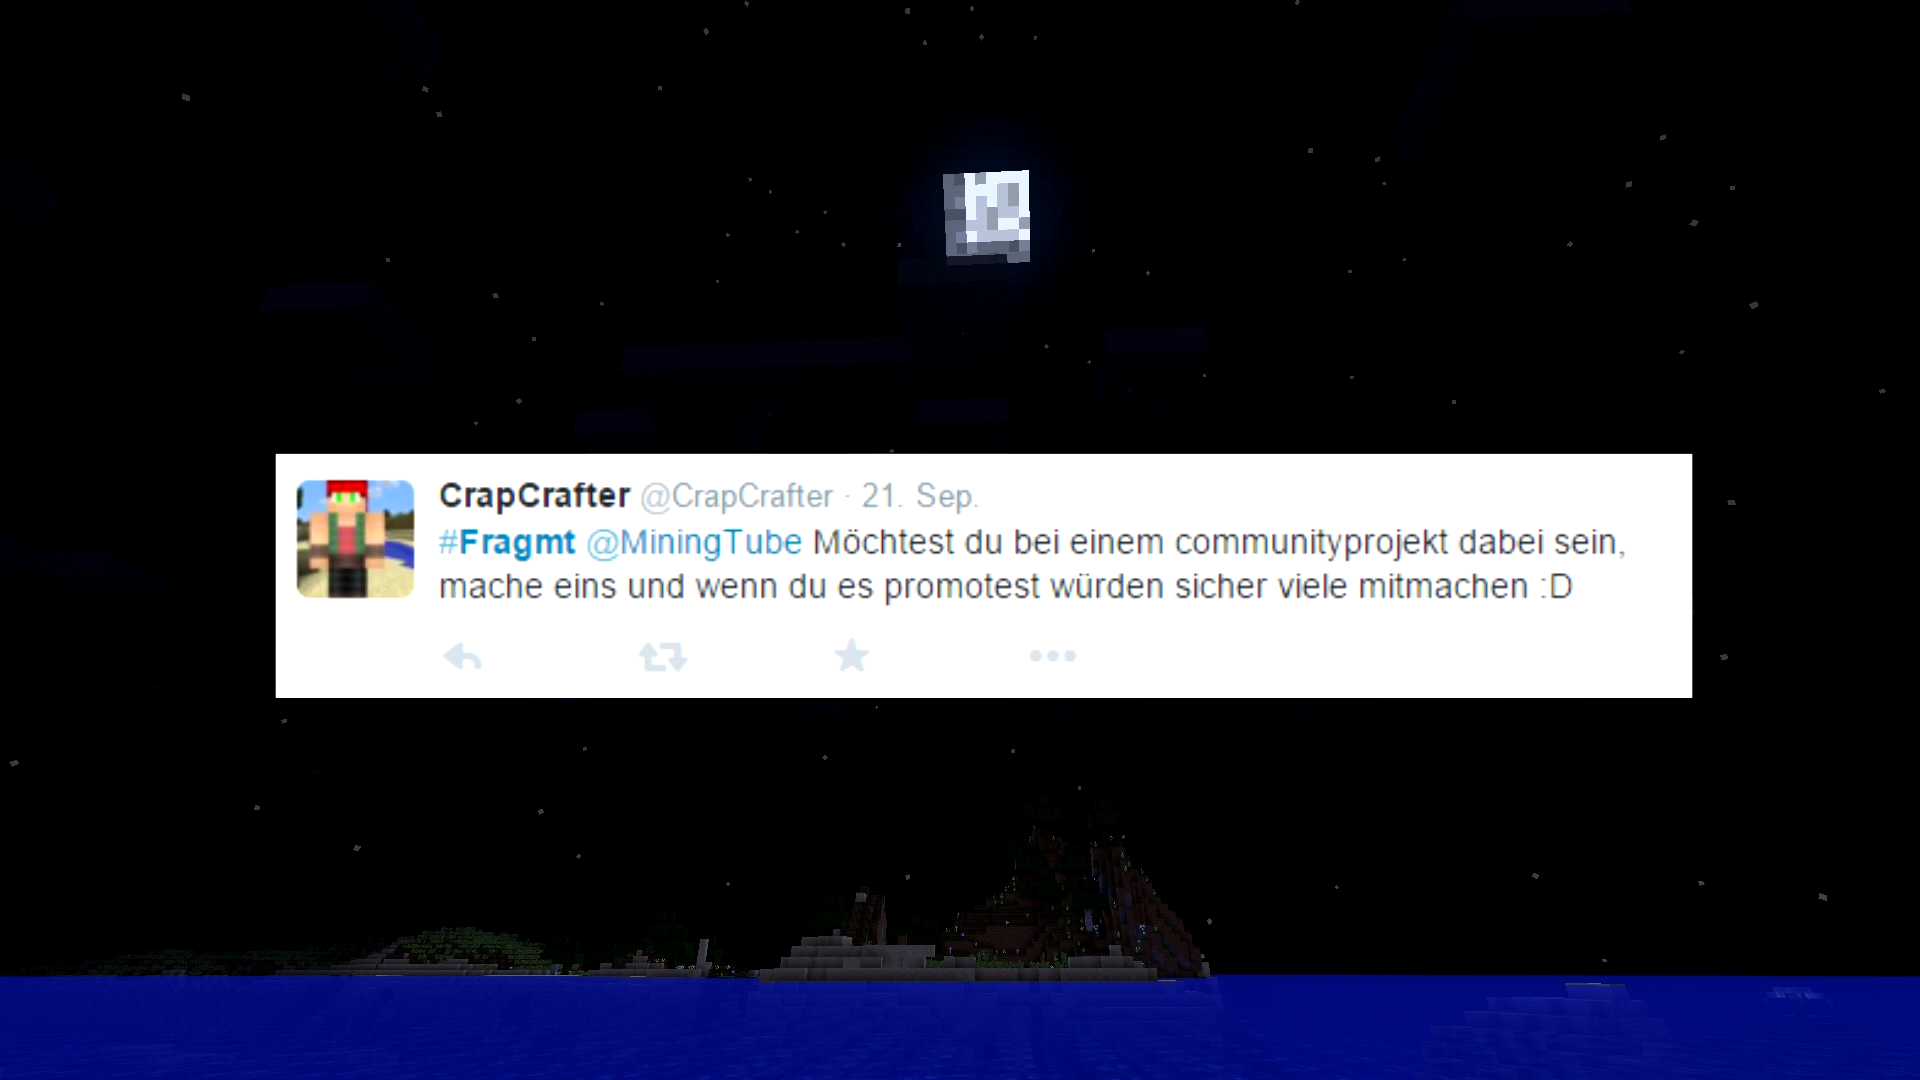 CrapCrafter @CrapCrafter · 21. Sep.
#Fragmt @MiningTube Möchtest du bei einem communityprojekt dabei sein,
mache eins und wenn du es promotest würden sicher viele mitmachen :D